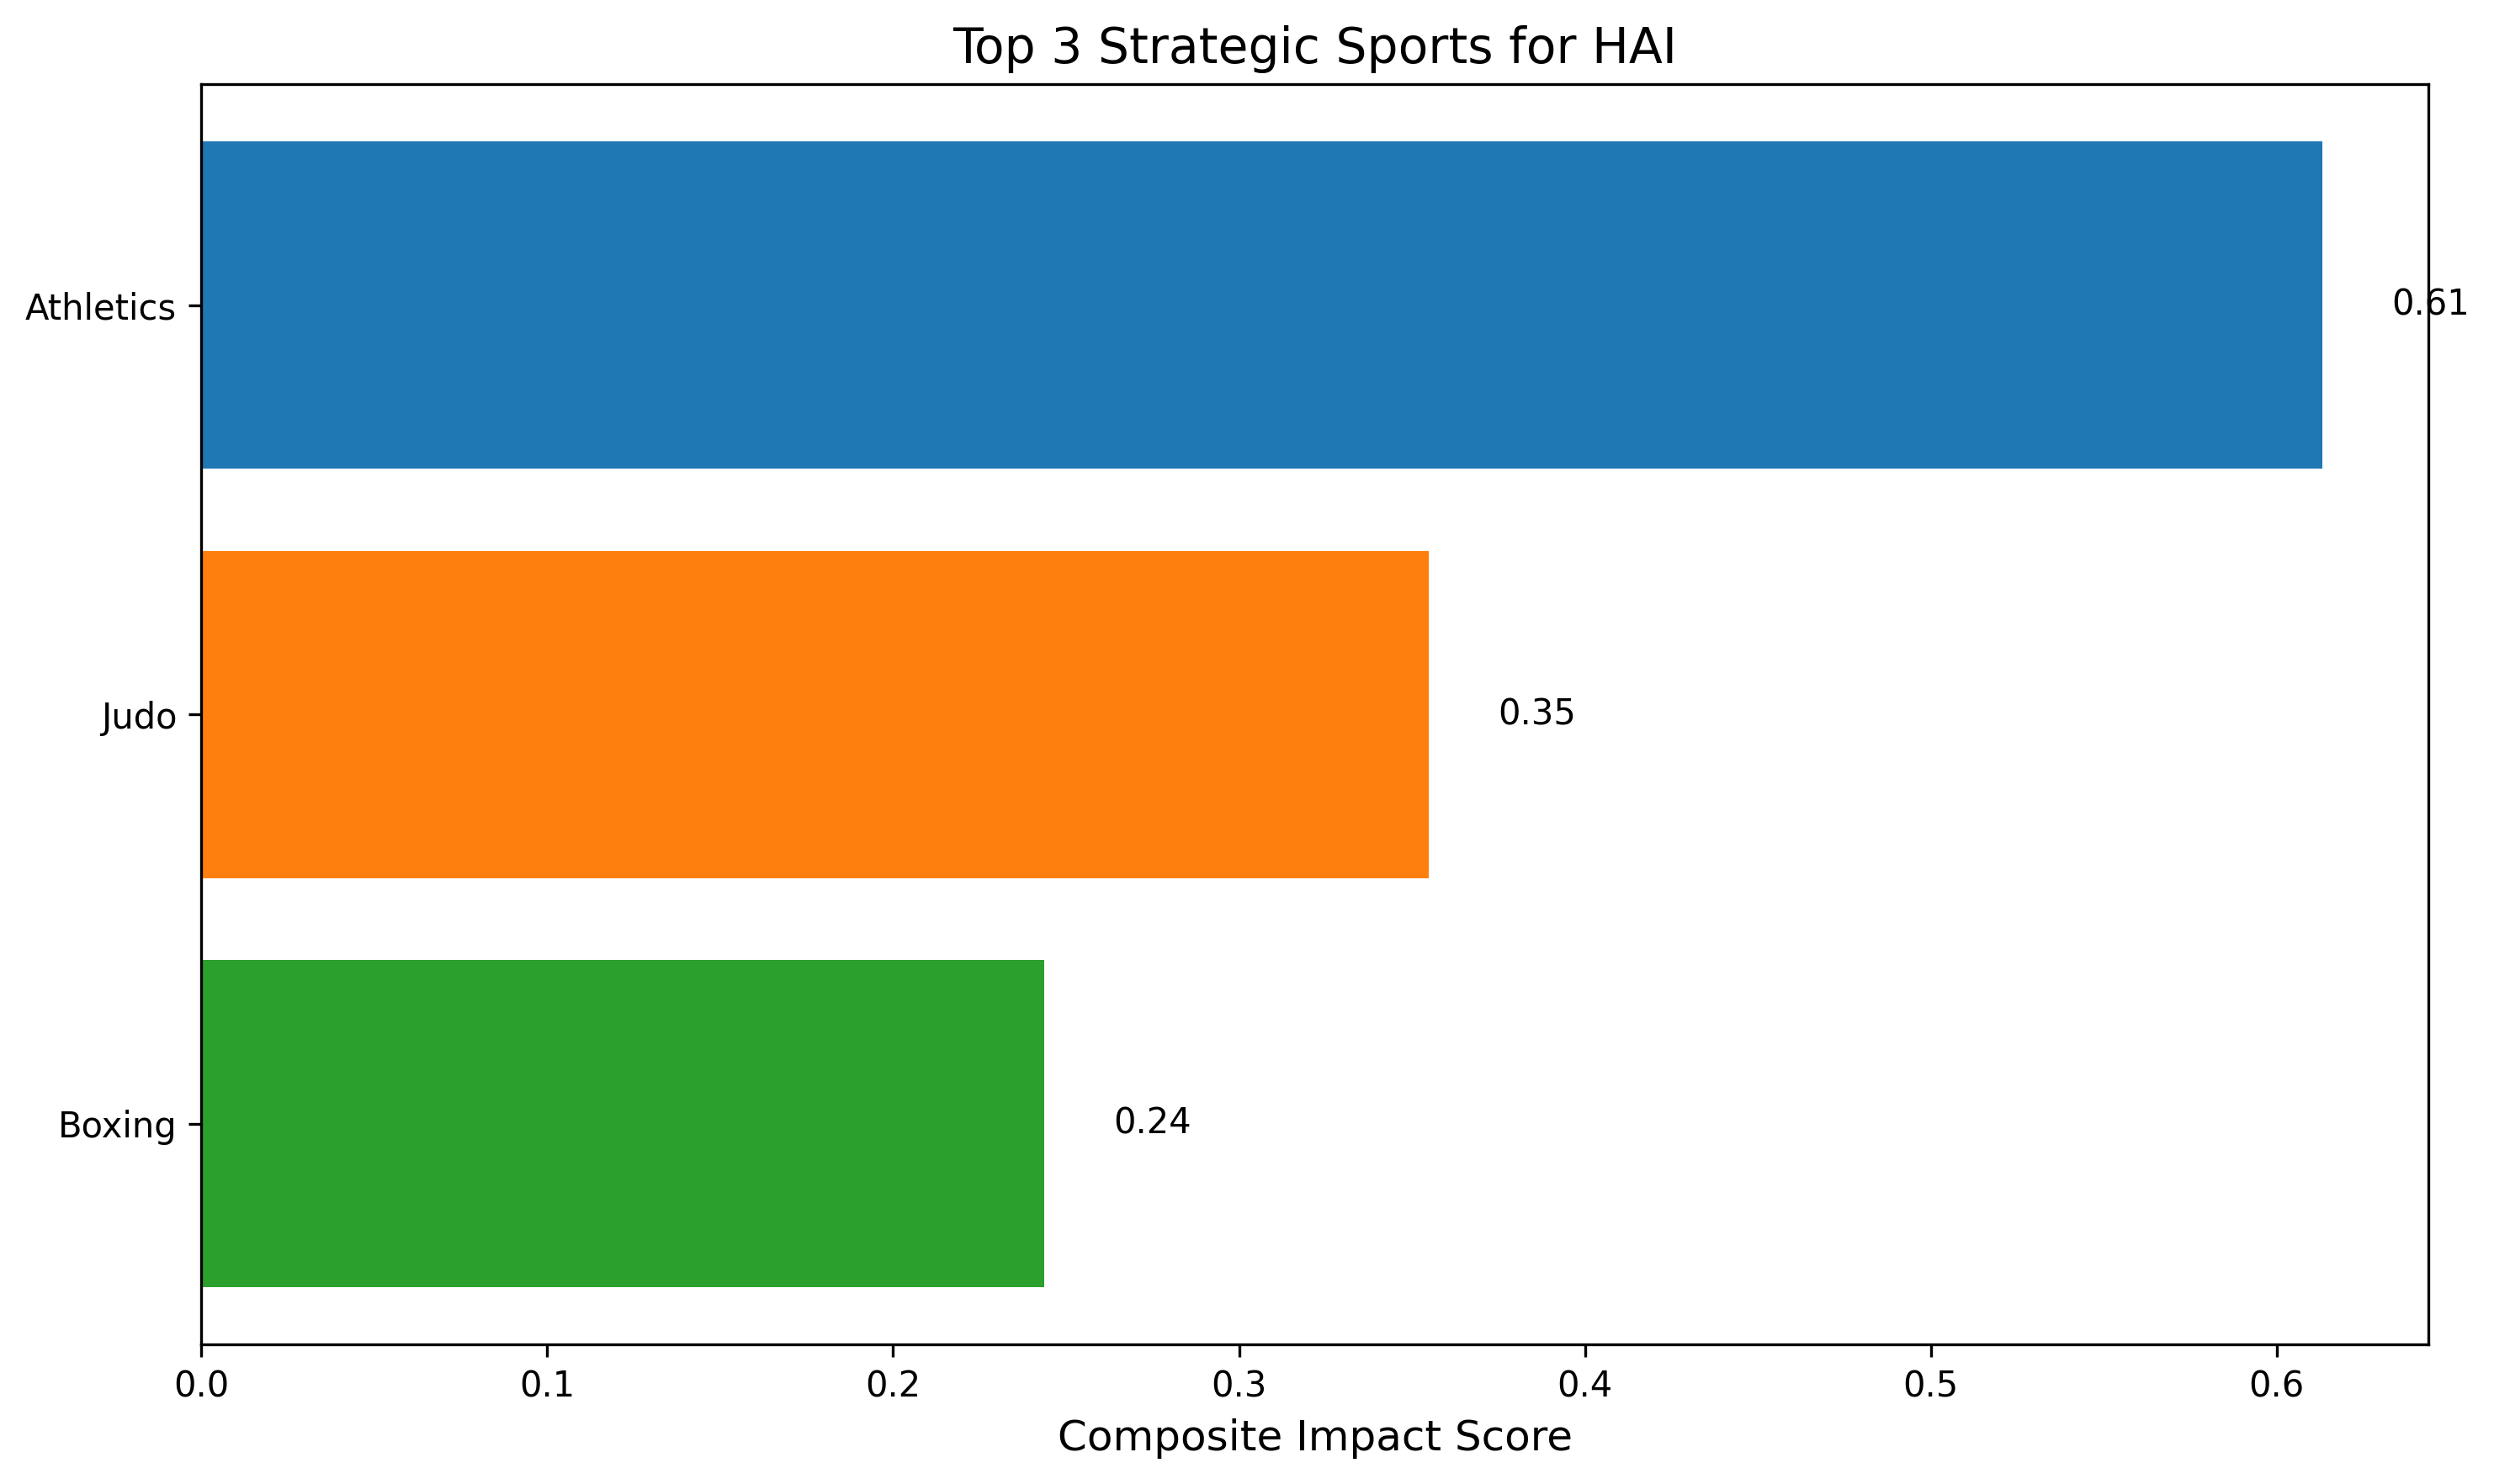 Top 3 Strategic Sports for HAI
Athletics
0.61
Judo
0.35
Boxing
0.24
0.0 0.1 0.2 0.3 0.4 0.5 0.6
Composite Impact Score